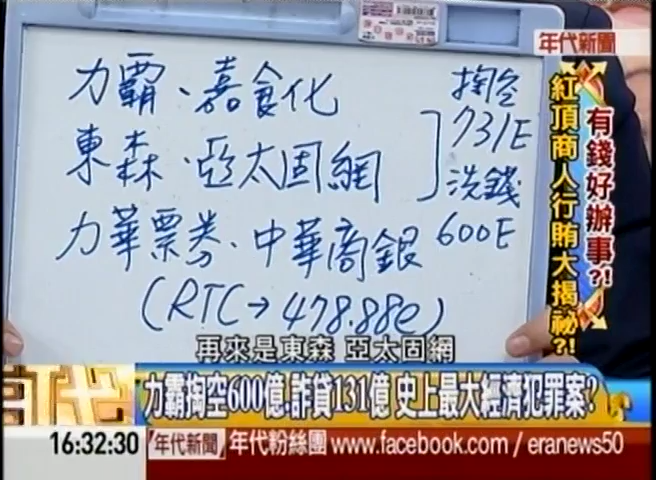 年代新聞
力霸、嘉食化
東森、亞太固網
力華票券、中華商銀
(RTC→478.88e)
掏空
731E
洗錢
600E
有錢好辦事?!
紅頂商人行賄大揭祕?!
再來是東森 亞太固網
年代
力霸掏空600億,詐貸131億 史上最大經濟犯罪案?
16:32:30
年代新聞 年代粉絲團 www.facebook.com / eranews50